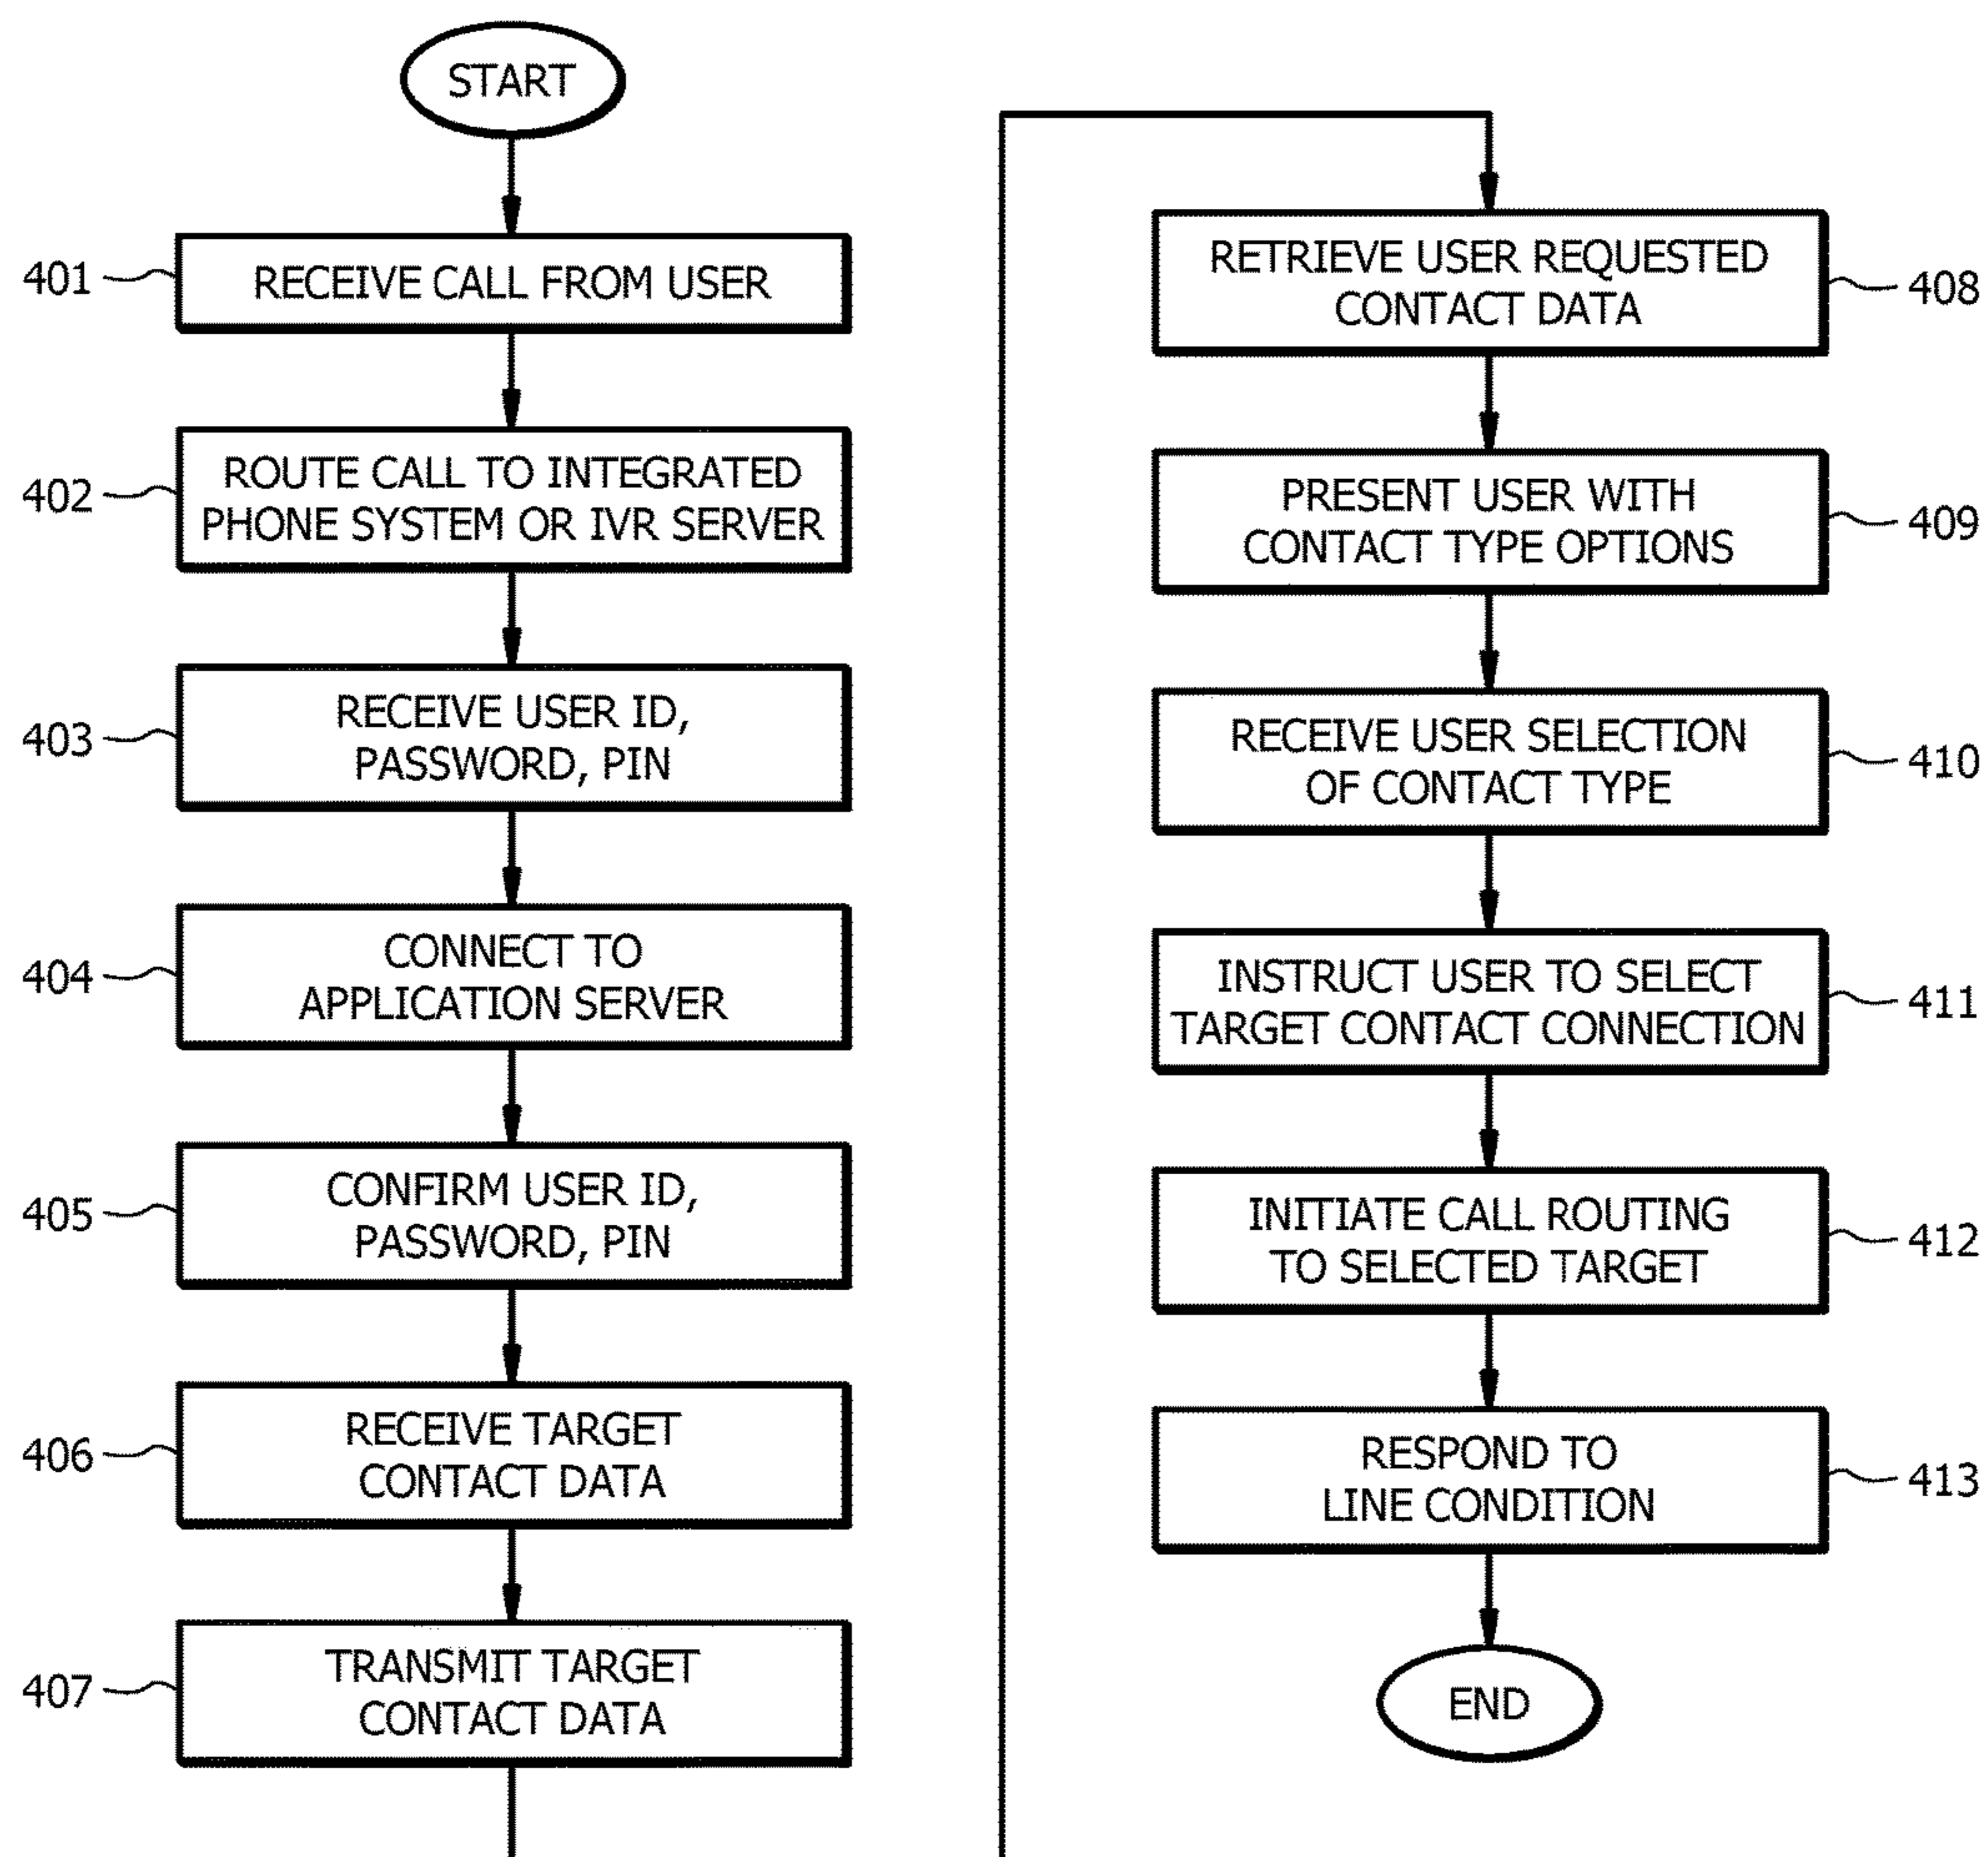 START
401
RECEIVE CALL FROM USER
402
ROUTE CALL TO INTEGRATED
PHONE SYSTEM OR IVR SERVER
403
RECEIVE USER ID,
PASSWORD, PIN
404
CONNECT TO
APPLICATION SERVER
405
CONFIRM USER ID,
PASSWORD, PIN
406
RECEIVE TARGET
CONTACT DATA
407
TRANSMIT TARGET
CONTACT DATA
RETRIEVE USER REQUESTED
CONTACT DATA
408
PRESENT USER WITH
CONTACT TYPE OPTIONS
409
RECEIVE USER SELECTION
OF CONTACT TYPE
410
INSTRUCT USER TO SELECT
TARGET CONTACT CONNECTION
411
INITIATE CALL ROUTING
TO SELECTED TARGET
412
RESPOND TO
LINE CONDITION
413
END